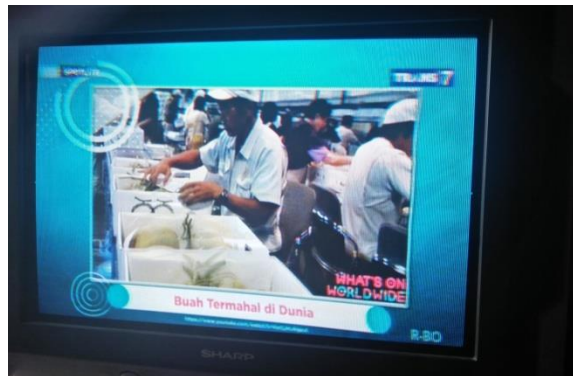 TRANS 7
WHAT'S ON
WORLDWIDE
Buah Termahal di Dunia
R-BO
SHARP